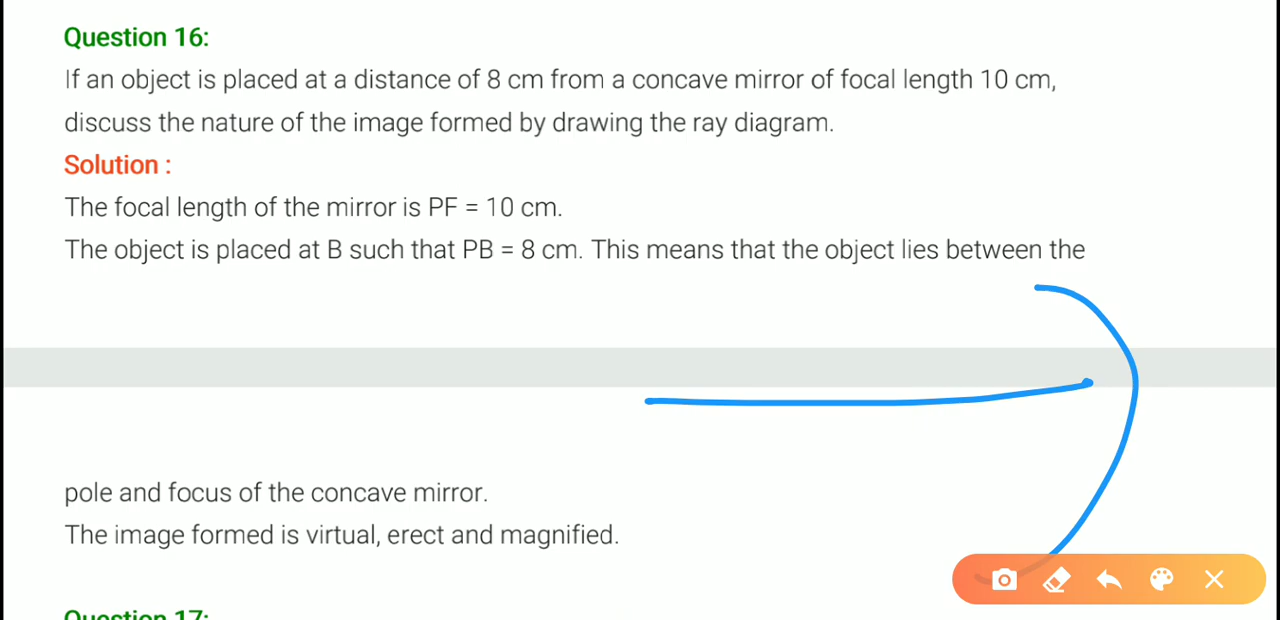 Question 16:
If an object is placed at a distance of 8 cm from a concave mirror of focal length 10 cm,
discuss the nature of the image formed by drawing the ray diagram.
Solution :
The focal length of the mirror is PF = 10 cm.
The object is placed at B such that PB = 8 cm. This means that the object lies between the
pole and focus of the concave mirror.
The image formed is virtual, erect and magnified.
Question 17: